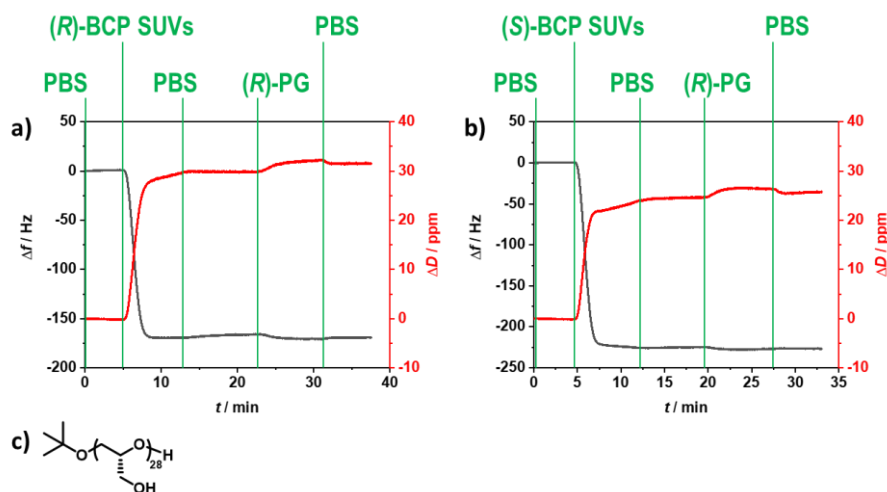 (R)-BCP SUVs PBS
PBS PBS (R)-PG
a)
50
0
-50
-100
-150
-200
Δf / Hz
40
30
20
10
0
-10
ΔD / ppm
0 10 20 30 40
t / min
(S)-BCP SUVs PBS
PBS PBS (R)-PG
b)
50
0
-50
-100
-150
-200
-250
Δf / Hz
40
30
20
10
0
-10
ΔD / ppm
0 5 10 15 20 25 30 35
t / min
c)
O ( O ) H
28
OH